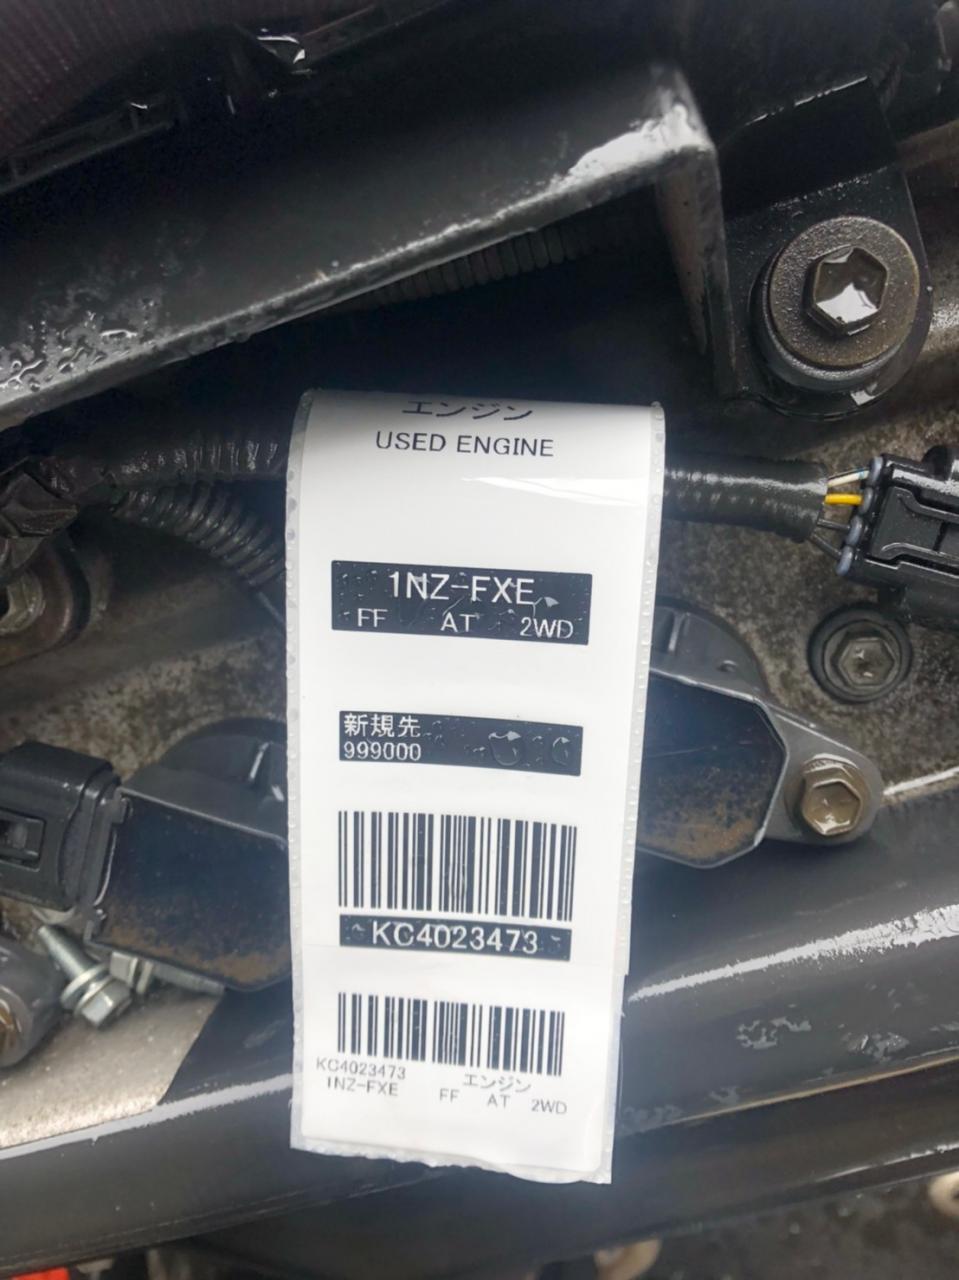 エンジン
USED ENGINE
1NZ-FXE
FF AT 2WD
新規先
999000
KC4023473
KC4023473 エンジン
1NZ-FXE FF AT 2WD